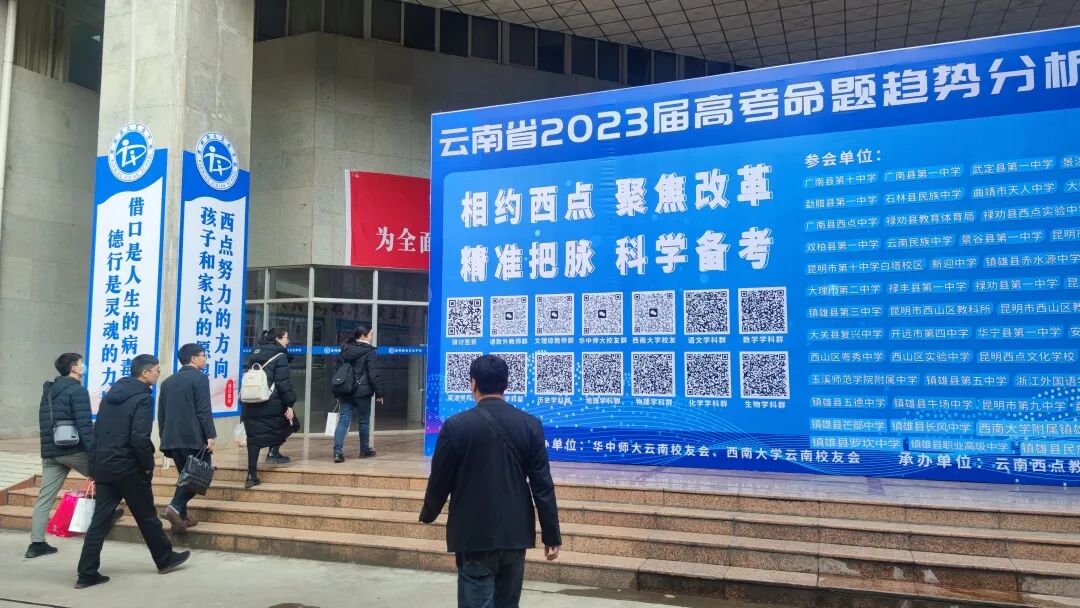 云南省2023届高考命题趋势分析
相约西点 聚焦改革
精准把脉 科学备考
研讨签到 语数外教师群 文理综教师群 华中师大校友群 西南大学校友 语文学科群 数学学科群
英语学科 历史学科群 地理学科群 物理学科群 化学学科群 生物学科群
参会单位：
广南县第十中学 广南县第一中学 武定县第一中学
勐腊县第一中学 石林县民族中学 曲靖市天人中学 大
广南县西点中学 禄劝县教育体育局 禄劝县西点实验中
双柏县第一中学 云南民族中学 景谷县第一中学 昆明
昆明市第十中学白塔校区 新迎中学 镇雄县赤水源中学
大理市第二中学 禄丰县第一中学 禄劝县第一中学 昆
镇雄县第三中学 昆明市西山区教科所 昆明市西山区教
大关县复兴中学 开远市第四中学 华宁县第一中学 安
西山区粤秀中学 西山区实验中学 昆明西点文化学校
玉溪师范学院附属中学 镇雄县第五中学 浙江外国语
镇雄县五德中学 镇雄县牛场中学 昆明市第九中学 昆
镇雄县芒部中学 镇雄县长风中学 西南大学附属镇雄
镇雄县罗坎中学 镇雄县职业高级中学 镇雄县民
办单位：华中师大云南校友会、西南大学云南校友会
承办单位：云南西点教
为全面
借口是人生的病
德行是灵魂的力
西点努力的方向
孩子和家长的愿